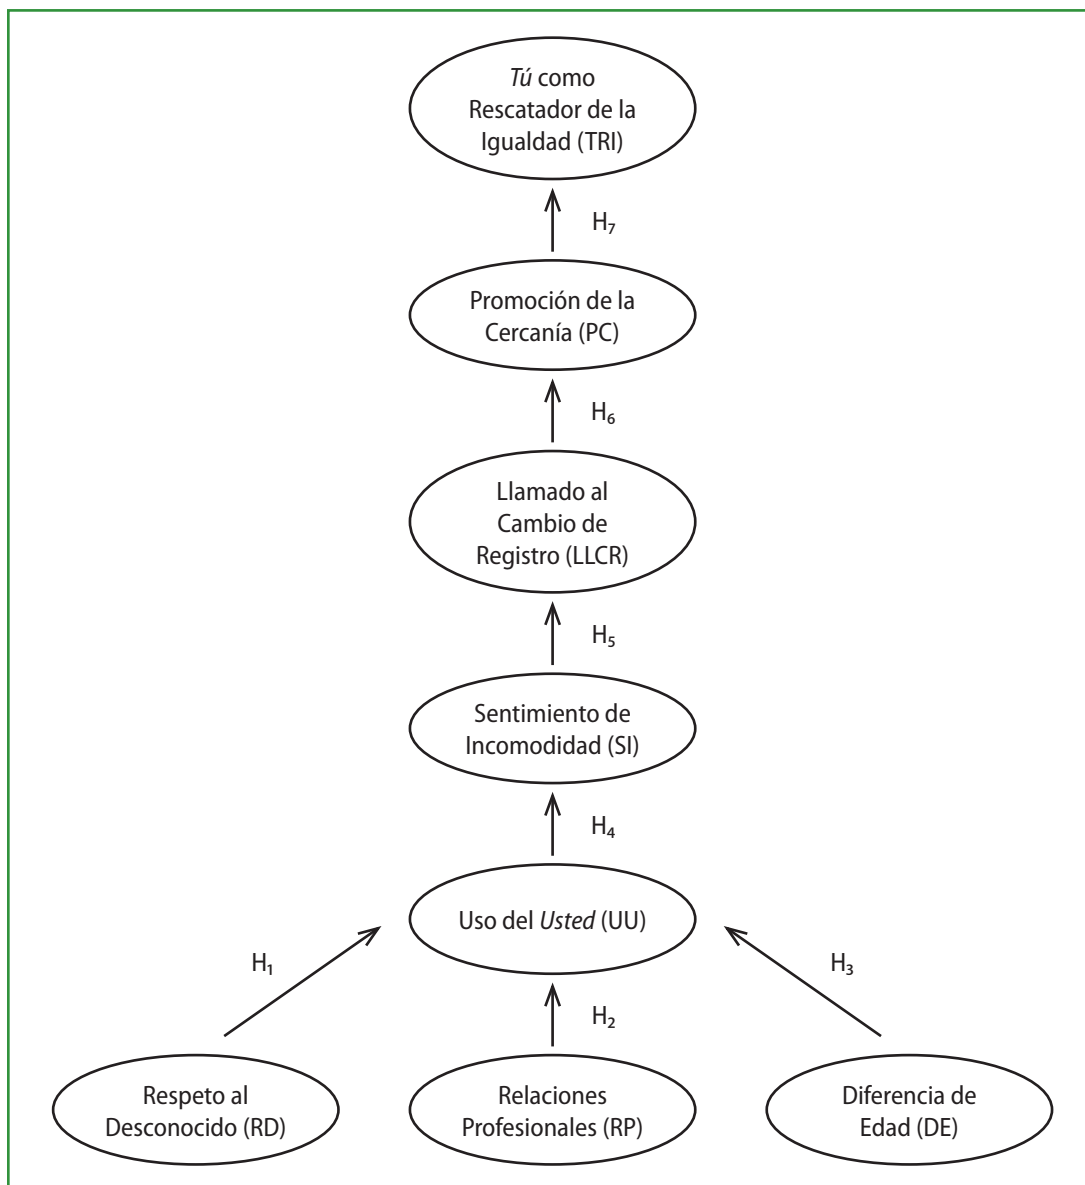 Tú como
Rescatador de la
Igualdad (TRI)
H₇
Promoción de la
Cercanía (PC)
H₆
Llamado al
Cambio de
Registro (LLCR)
H₅
Sentimiento de
Incomodidad (SI)
H₄
Uso del Usted (UU)
H₁
H₃
H₂
Respeto al
Desconocido (RD)
Relaciones
Profesionales (RP)
Diferencia de
Edad (DE)